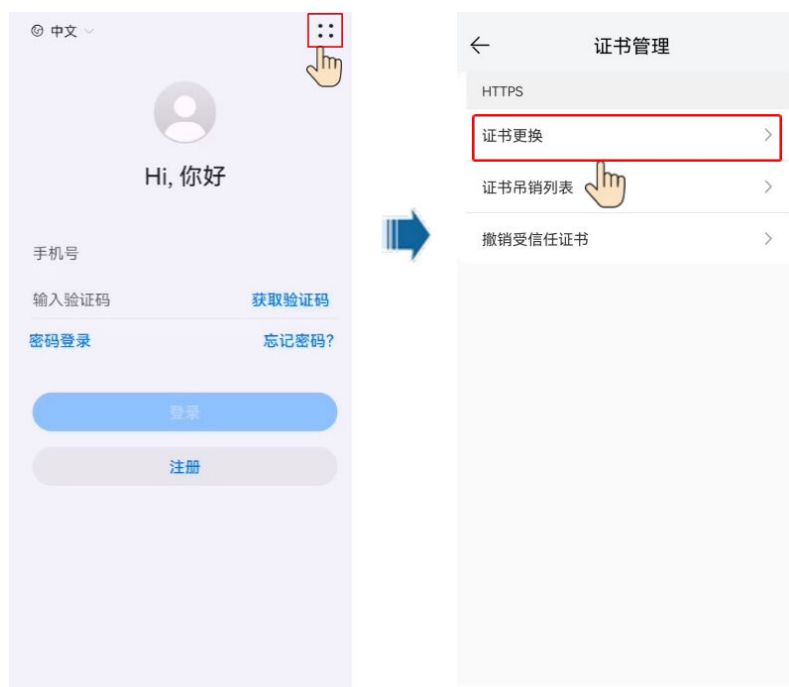 中文
Hi, 你好
手机号
输入验证码 获取验证码
密码登录 忘记密码?
登录
注册
证书管理
HTTPS
证书更换
证书吊销列表
撤销受信任证书